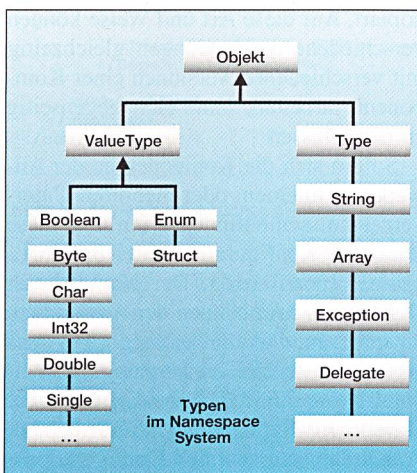 Objekt
ValueType
Type
Boolean
Enum
String
Byte
Struct
Char
Array
Int32
Exception
Double
Delegate
Single
...
...
Typen
im Namespace
System